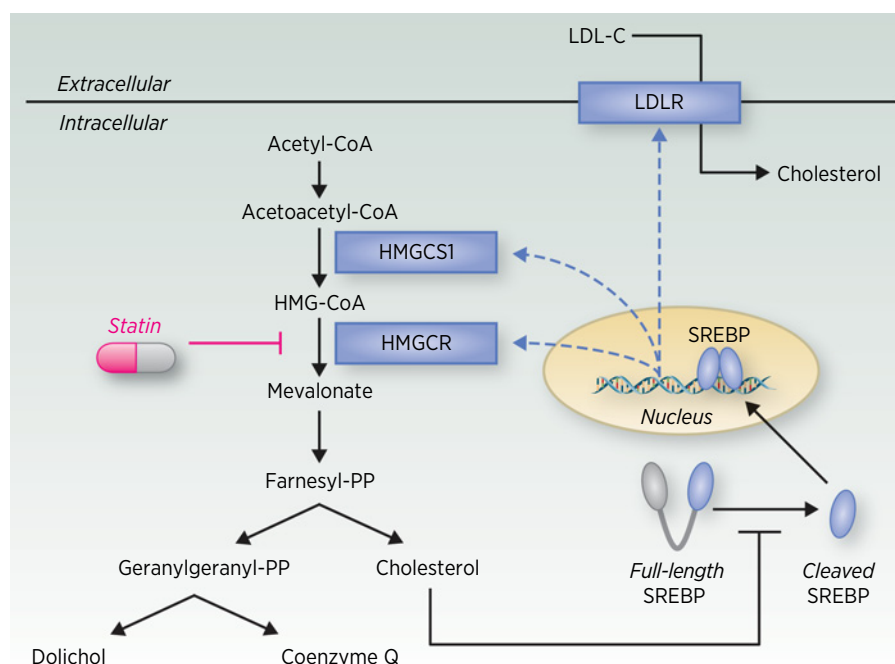 LDL-C
Extracellular
LDLR
Intracellular
Acetyl-CoA
Cholesterol
Acetoacetyl-CoA
HMGCS1
HMG-CoA
Statin
HMGCR
SREBP
Mevalonate
Nucleus
Farnesyl-PP
Geranylgeranyl-PP
Cholesterol
Full-length
SREBP
Cleaved
SREBP
Dolichol
Coenzyme Q